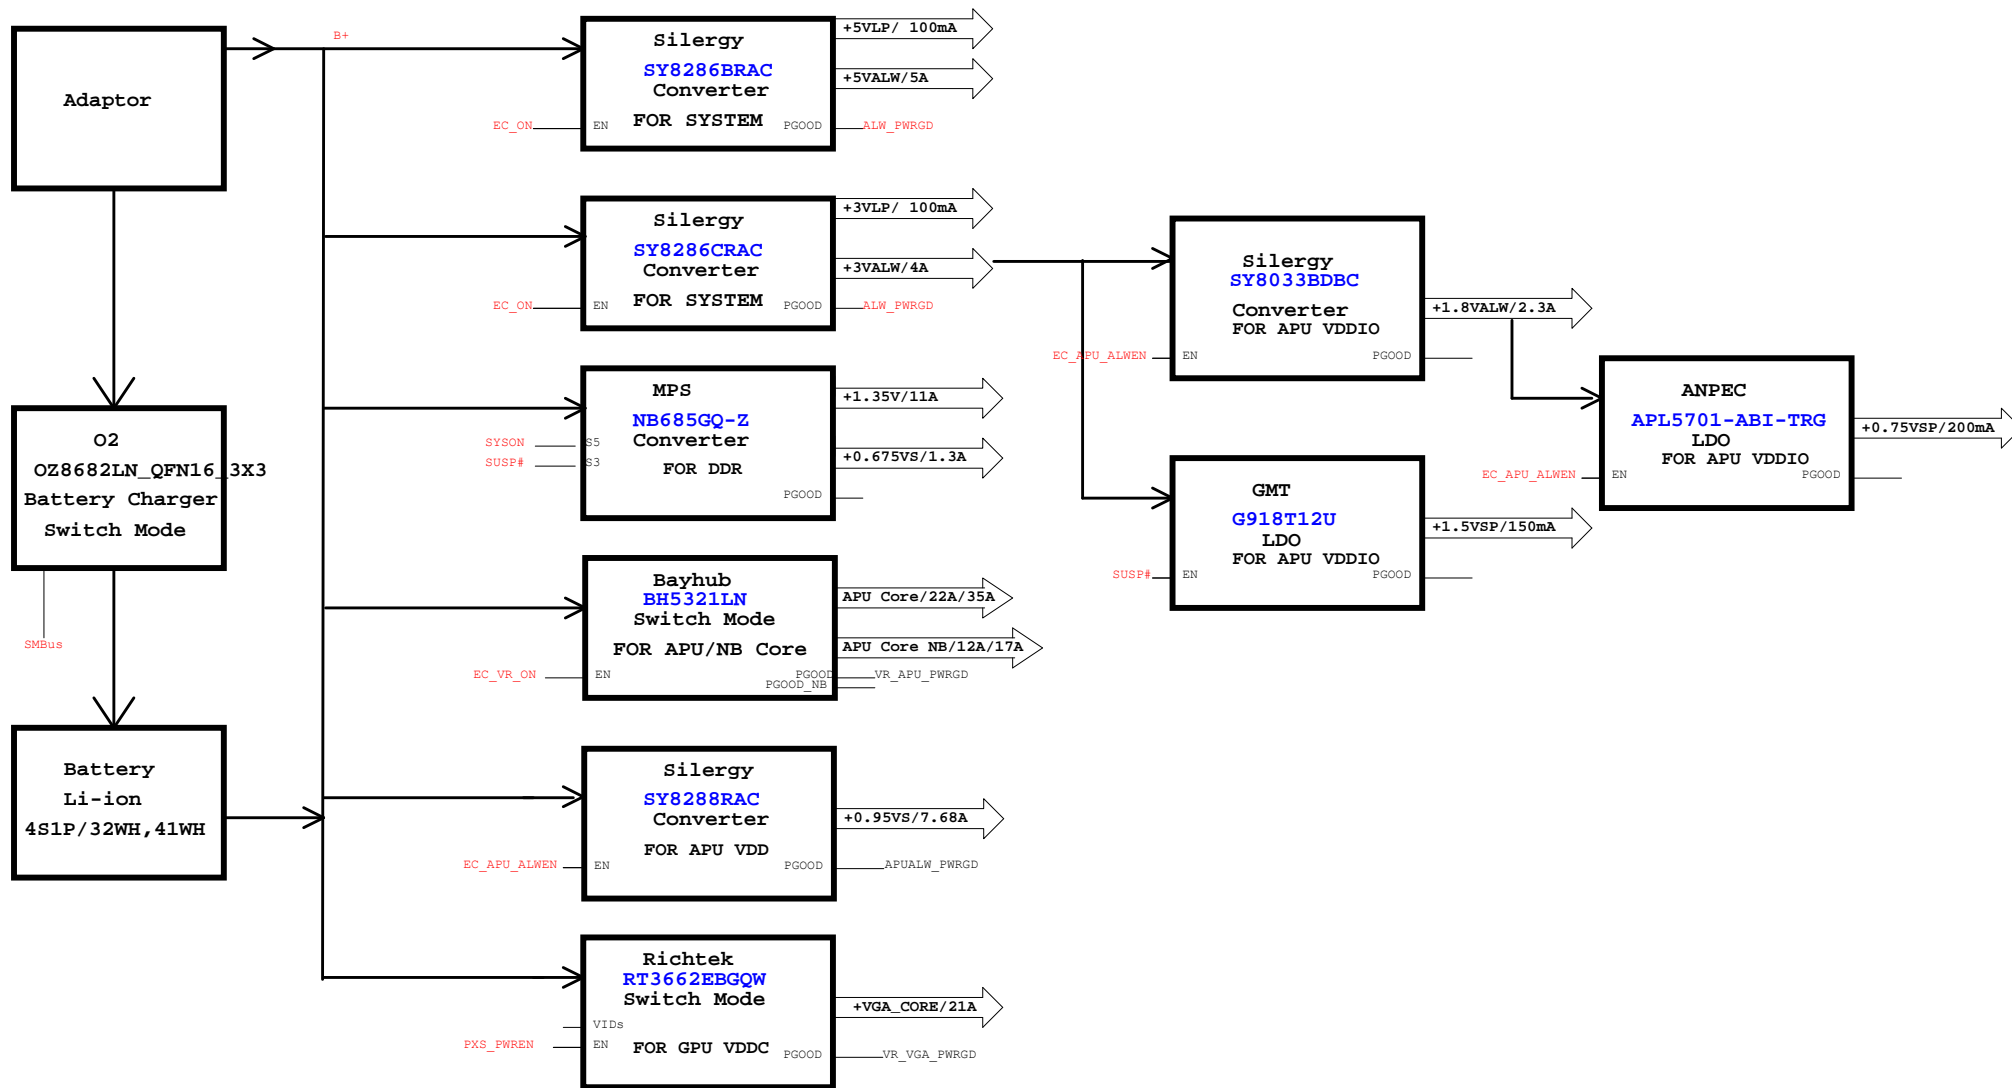 Adaptor
B+
Silergy
SY8286BRAC
Converter
FOR SYSTEM
EC_ON
EN
PGOOD
ALW_PWRGD
+5VLP/ 100mA
+5VALW/5A
Silergy
SY8286CRAC
Converter
FOR SYSTEM
EC_ON
EN
PGOOD
ALW_PWRGD
+3VLP/ 100mA
+3VALW/4A
Silergy
SY8033BDBC
Converter
FOR APU VDDIO
EC_APU_ALWEN
EN
PGOOD
+1.8VALW/2.3A
ANPEC
APL5701-ABI-TRG
LDO
FOR APU VDDIO
EC_APU_ALWEN
EN
PGOOD
+0.75VSP/200mA
O2
OZ8682LN_QFN16_3X3
Battery Charger
Switch Mode
SMBus
MPS
NB685GQ-Z
Converter
FOR DDR
SYSON
S5
SUSP#
S3
PGOOD
+1.35V/11A
+0.675VS/1.3A
GMT
G918T12U
LDO
FOR APU VDDIO
SUSP#
EN
PGOOD
+1.5VSP/150mA
Bayhub
BH5321LN
Switch Mode
FOR APU/NB Core
EC_VR_ON
EN
PGOOD
PGOOD_NB
VR_APU_PWRGD
APU Core/22A/35A
APU Core NB/12A/17A
Battery
Li-ion
4S1P/32WH,41WH
Silergy
SY8288RAC
Converter
FOR APU VDD
EC_APU_ALWEN
EN
PGOOD
APUALW_PWRGD
+0.95VS/7.68A
Richtek
RT3662EBGQW
Switch Mode
VIDs
PXS_PWREN
EN
FOR GPU VDDC
PGOOD
VR_VGA_PWRGD
+VGA_CORE/21A